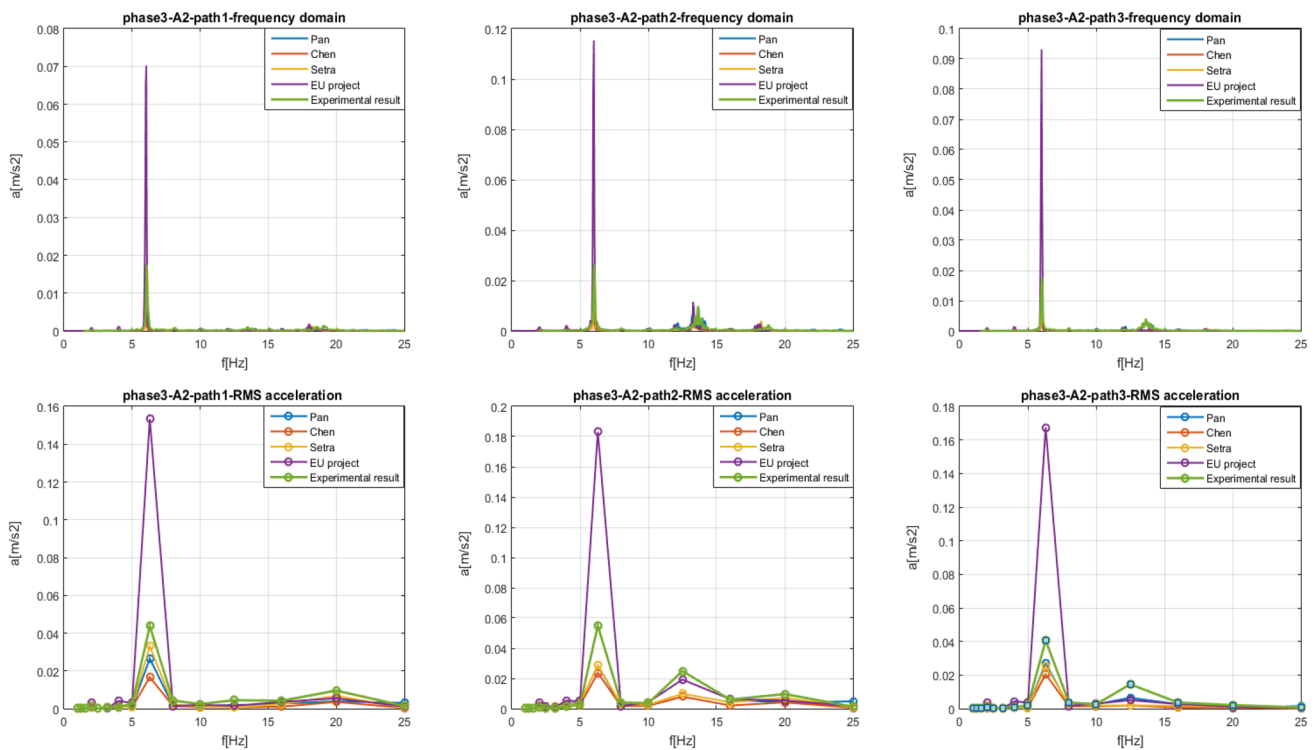 phase3-A2-path1-frequency domain
0.08
0.07
0.06
0.05
0.04
0.03
0.02
0.01
0
a[m/s2]
0 5 10 15 20 25
f[Hz]
Pan
Chen
Setra
EU project
Experimental result
phase3-A2-path2-frequency domain
0.12
0.1
0.08
0.06
0.04
0.02
0
a[m/s2]
0 5 10 15 20 25
f[Hz]
Pan
Chen
Setra
EU project
Experimental result
phase3-A2-path3-frequency domain
0.1
0.09
0.08
0.07
0.06
0.05
0.04
0.03
0.02
0.01
0
a[m/s2]
0 5 10 15 20 25
f[Hz]
Pan
Chen
Setra
EU project
Experimental result
phase3-A2-path1-RMS acceleration
0.16
0.14
0.12
0.1
0.08
0.06
0.04
0.02
0
a[m/s2]
0 5 10 15 20 25
f[Hz]
Pan
Chen
Setra
EU project
Experimental result
phase3-A2-path2-RMS acceleration
0.2
0.18
0.16
0.14
0.12
0.1
0.08
0.06
0.04
0.02
0
a[m/s2]
0 5 10 15 20 25
f[Hz]
Pan
Chen
Setra
EU project
Experimental result
phase3-A2-path3-RMS acceleration
0.18
0.16
0.14
0.12
0.1
0.08
0.06
0.04
0.02
0
a[m/s2]
0 5 10 15 20 25
f[Hz]
Pan
Chen
Setra
EU project
Experimental result